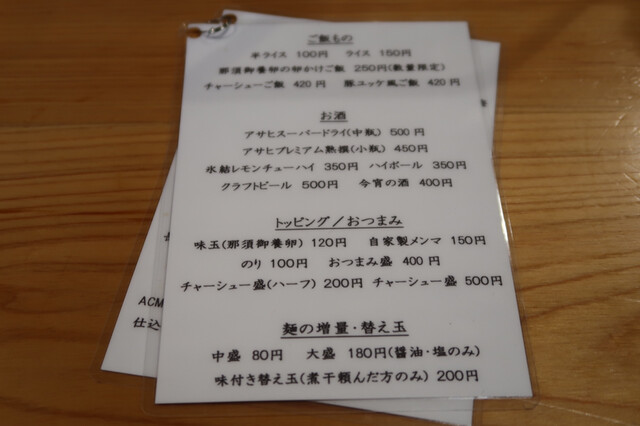 ご飯もの
半ライス 100円 ライス 150円
那須御養卵の卵かけご飯 250円(数量限定)
チャーシューご飯 420円 豚ユッケ風ご飯 420円
お酒
アサヒスーパードライ(中瓶) 500円
アサヒプレミアム熟撰(小瓶) 450円
氷結レモンチューハイ 350円 ハイボール 350円
クラフトビール 500円 今宵の酒 400円
トッピング/おつまみ
味玉(那須御養卵) 120円 自家製メンマ 150円
のり 100円 おつまみ盛 400円
チャーシュー盛(ハーフ) 200円 チャーシュー盛 500円
麺の増量・替え玉
中盛 80円 大盛 180円(醤油・塩のみ)
味付き替え玉(煮干頼んだ方のみ) 200円
ACM
仕込